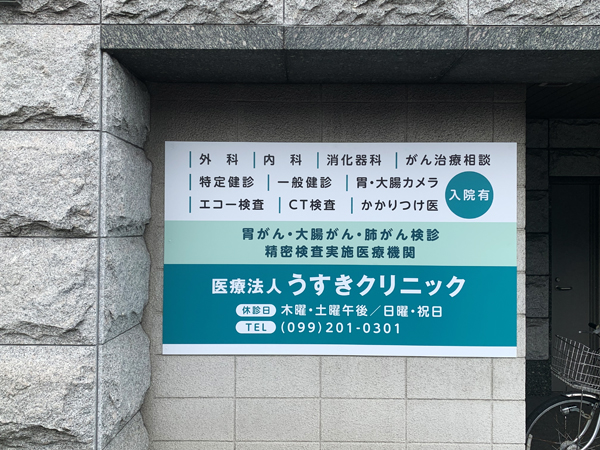 外科 内科 消化器科 がん治療相談
特定健診 一般健診 胃・大腸カメラ
エコー検査 CT検査 かかりつけ医
入院有
胃がん・大腸がん・肺がん検診
精密検査実施医療機関
医療法人 うすきクリニック
休診日 木曜・土曜午後／日曜・祝日
TEL (099)201-0301